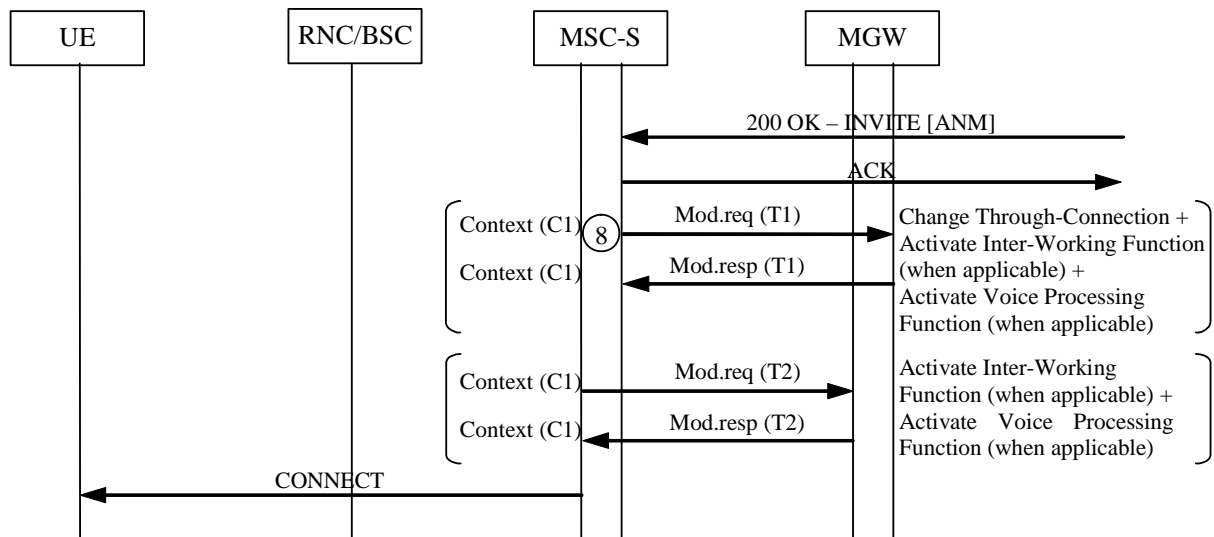 UE
RNC/BSC
MSC-S
MGW
200 OK – INVITE [ANM]
ACK
Context (C1)
8
Mod.req (T1)
Context (C1)
Mod.resp (T1)
Change Through-Connection +
Activate Inter-Working Function
(when applicable) +
Activate Voice Processing
Function (when applicable)
Context (C1)
Mod.req (T2)
Context (C1)
Mod.resp (T2)
Activate Inter-Working
Function (when applicable) +
Activate Voice Processing
Function (when applicable)
CONNECT